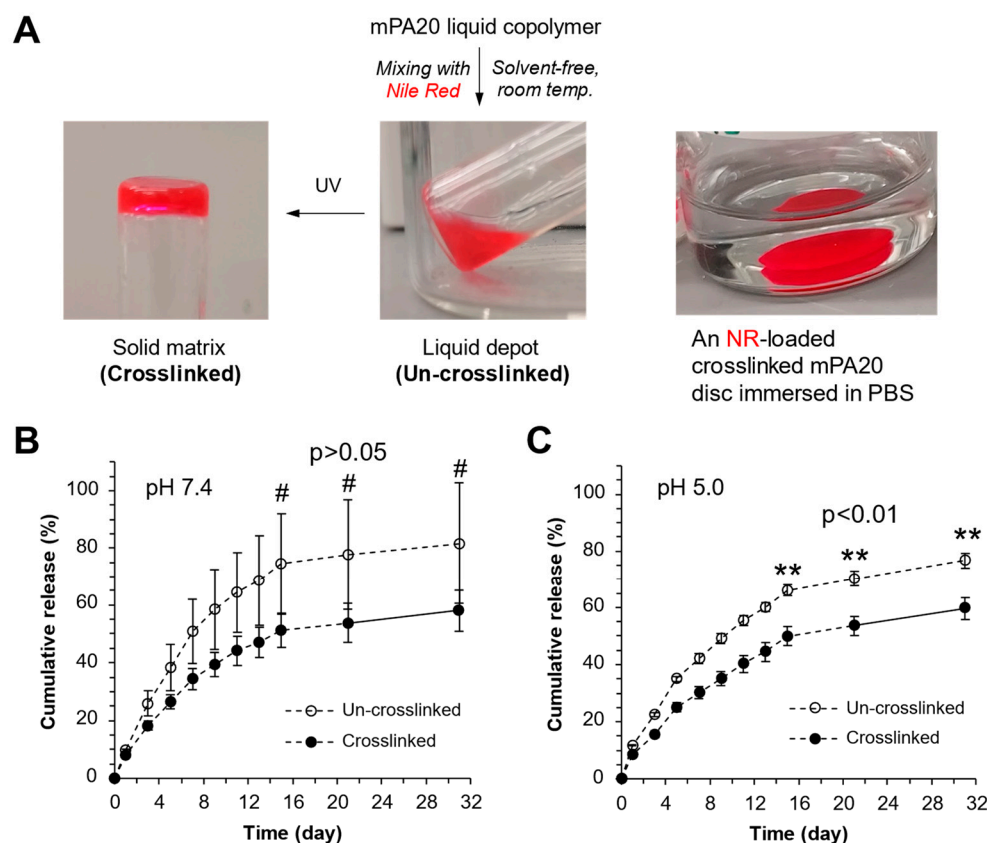 A
mPA20 liquid copolymer
Mixing with
Nile Red
Solvent-free,
room temp.
UV
Solid matrix
(Crosslinked)
Liquid depot
(Un-crosslinked)
An NR-loaded
crosslinked mPA20
disc immersed in PBS
B
p>0.05
pH 7.4
# # #
Cumulative release (%)
100
80
60
40
20
0
Un-crosslinked
Crosslinked
0 4 8 12 16 20 24 28 32
Time (day)
C
pH 5.0
p<0.01
** ** **
Cumulative release (%)
100
80
60
40
20
0
Un-crosslinked
Crosslinked
0 4 8 12 16 20 24 28 32
Time (day)